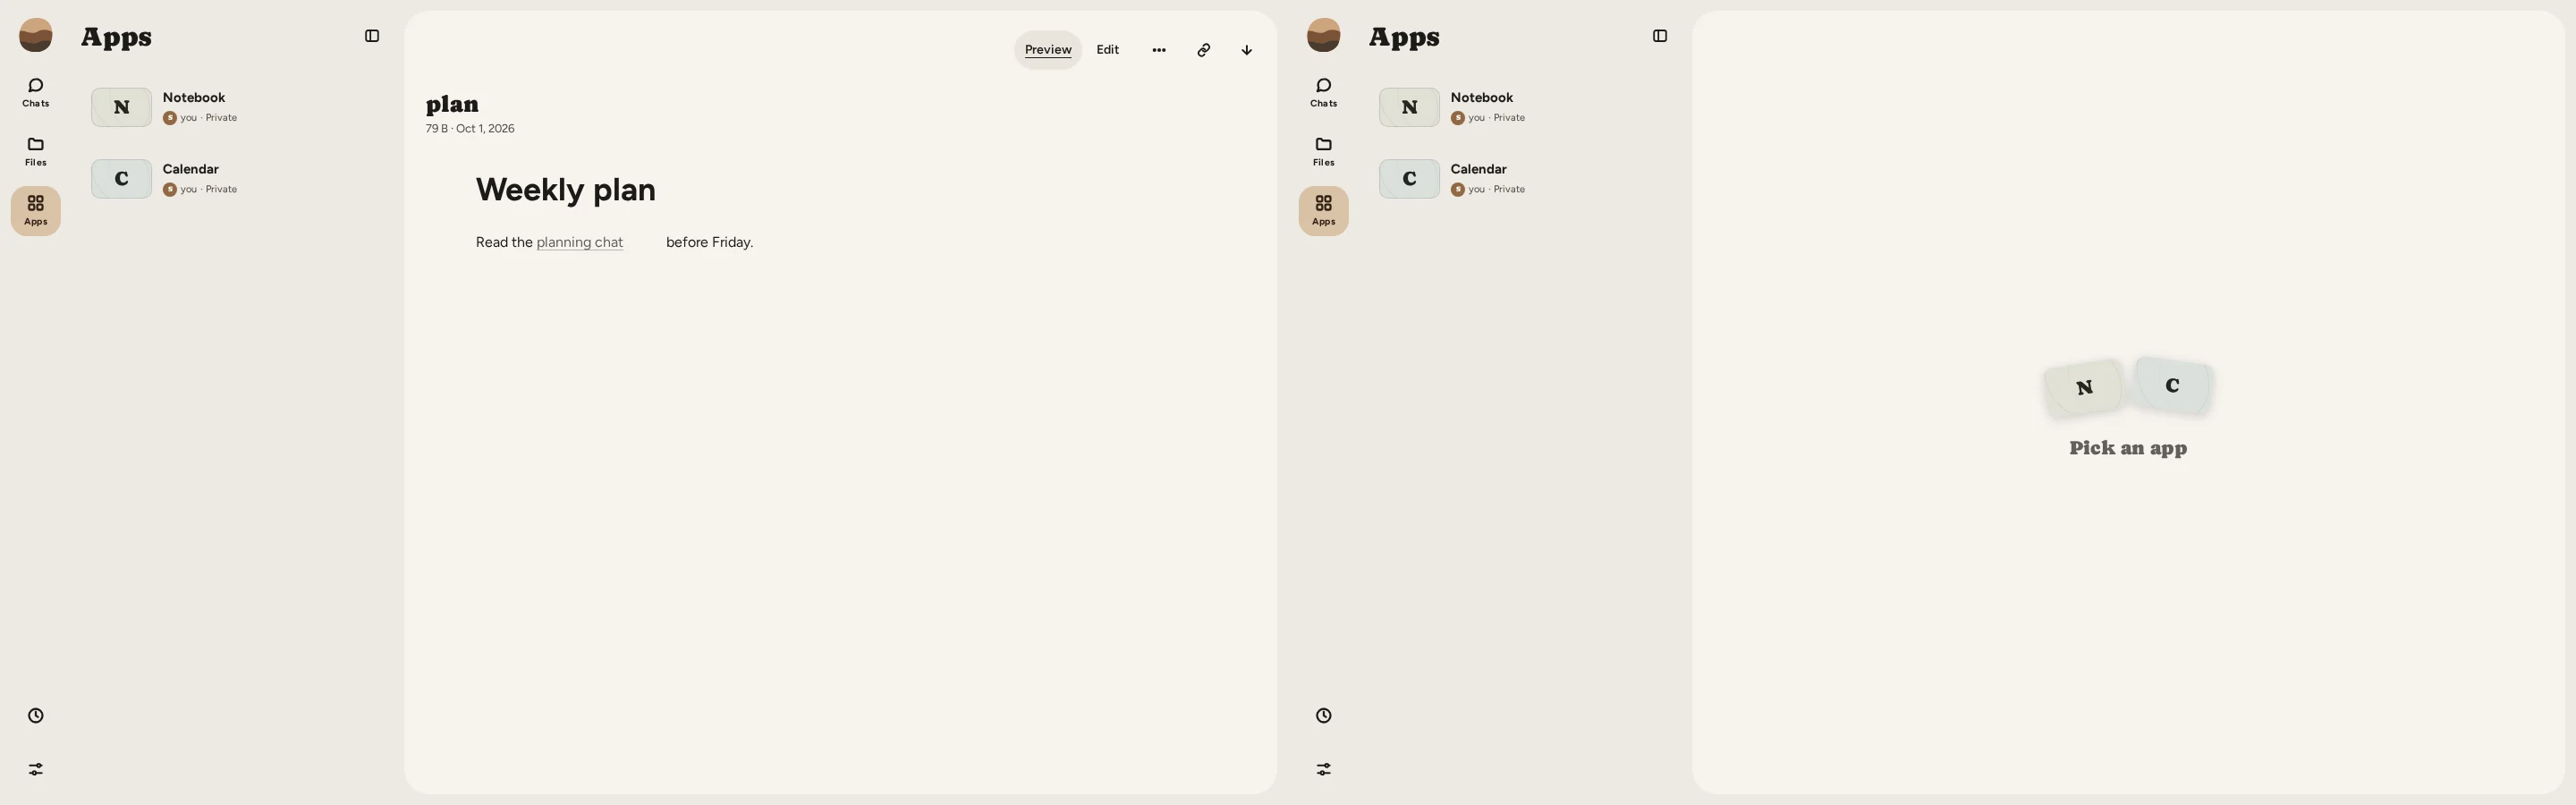 Apps
Chats
Files
Apps
N
Notebook
S you · Private
C
Calendar
S you · Private
Preview
Edit
plan
79 B · Oct 1, 2026
Weekly plan
Read the planning chat before Friday.
Apps
Chats
Files
Apps
N
Notebook
S you · Private
C
Calendar
S you · Private
N
C
Pick an app